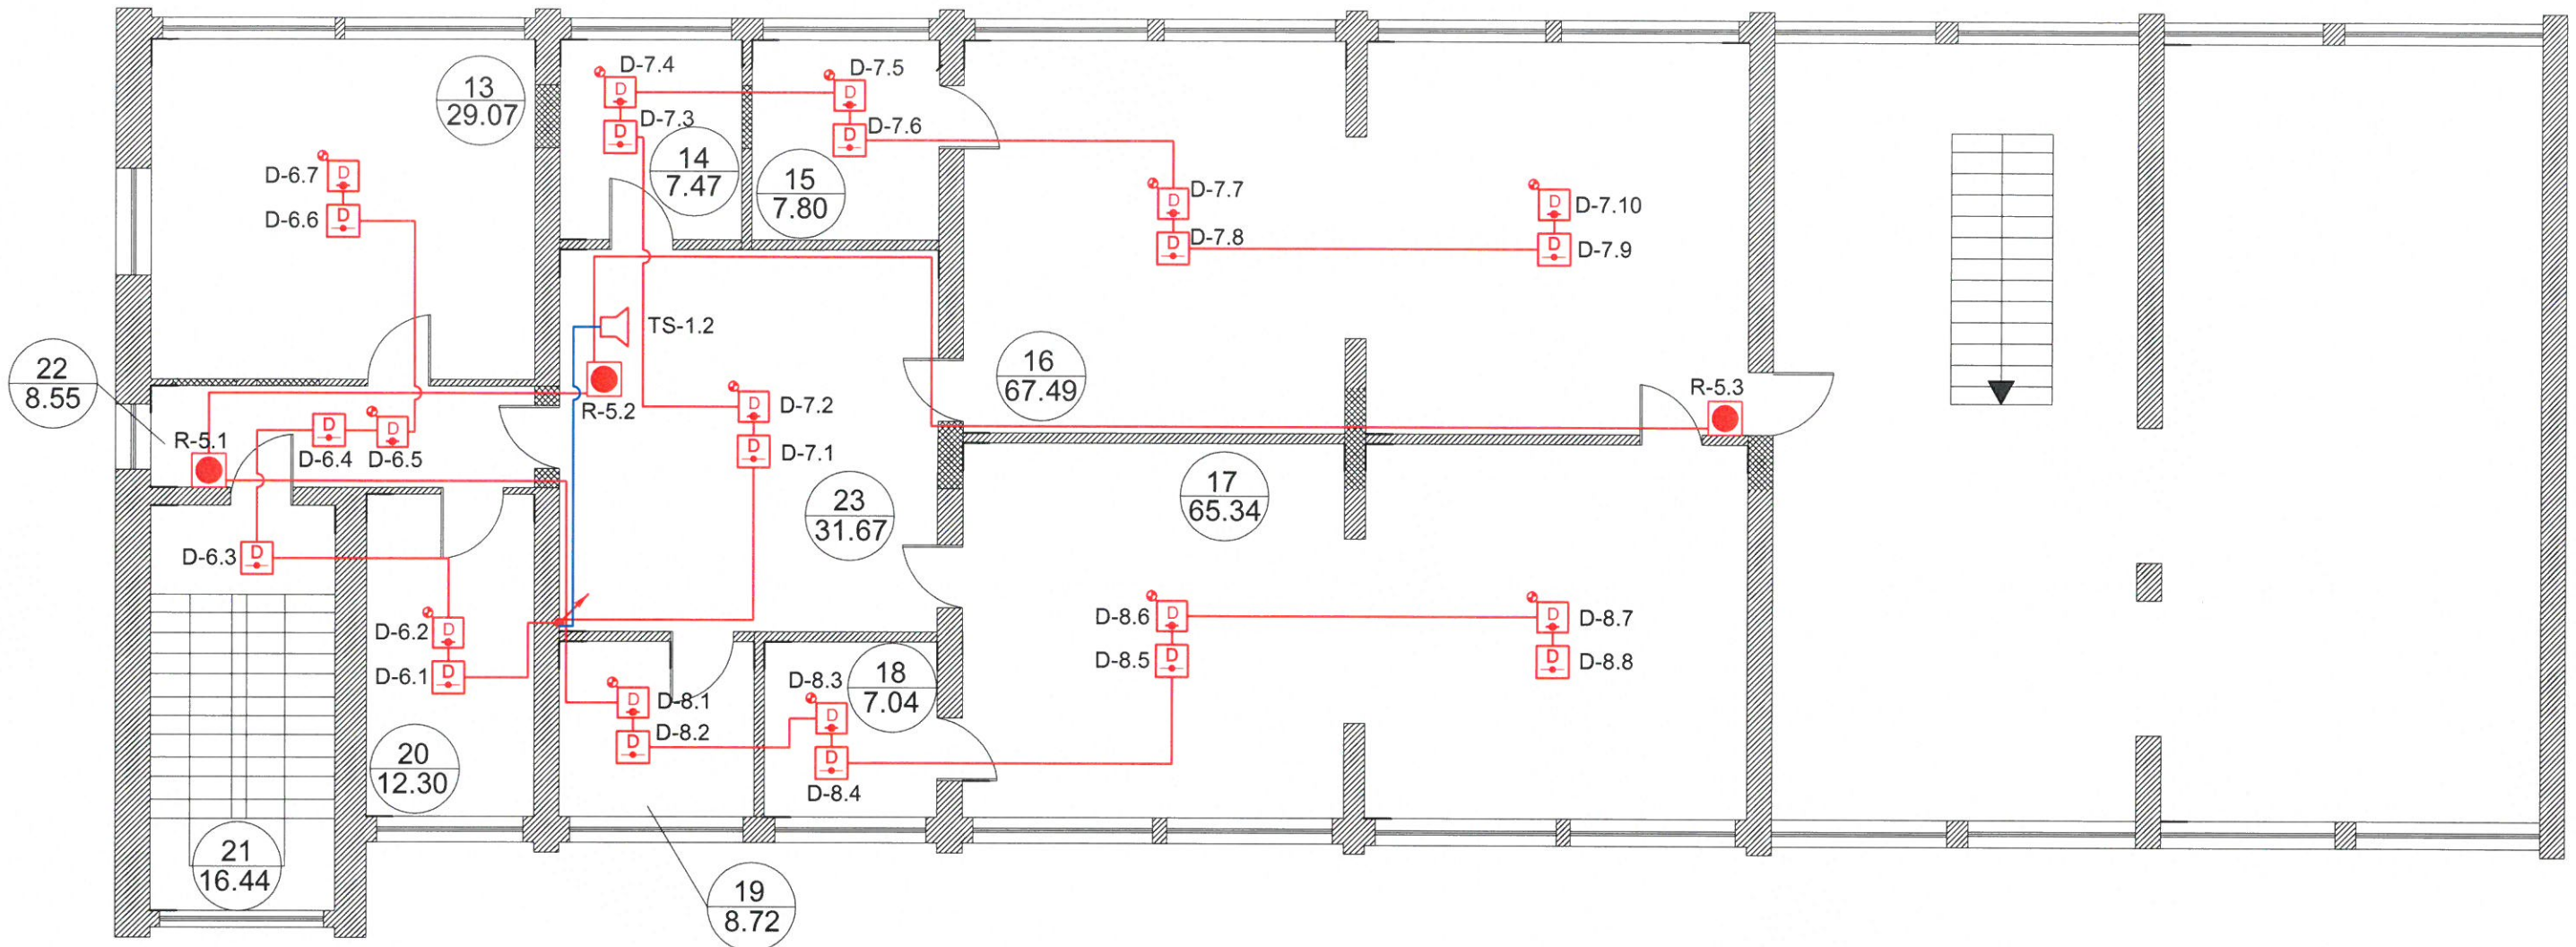 D-7.4
D
D-7.3
D
13
29.07
14
7.47
D-7.5
D
D-7.6
D
15
7.80
D-6.7
D
D-6.6
D
D-7.7
D
D-7.8
D
D-7.10
D
D-7.9
D
TS-1.2
R-5.2
22
8.55
R-5.1
D
D-6.4
D
D-6.5
D
D-7.2
D
D-7.1
16
67.49
R-5.3
17
65.34
23
31.67
D-6.3
D
D-6.2
D
D-6.1
D
20
12.30
21
16.44
D
D-8.1
D
D-8.2
D-8.3
D
D
D-8.4
18
7.04
D-8.6
D
D-8.5
D
D
D-8.7
D
D-8.8
19
8.72